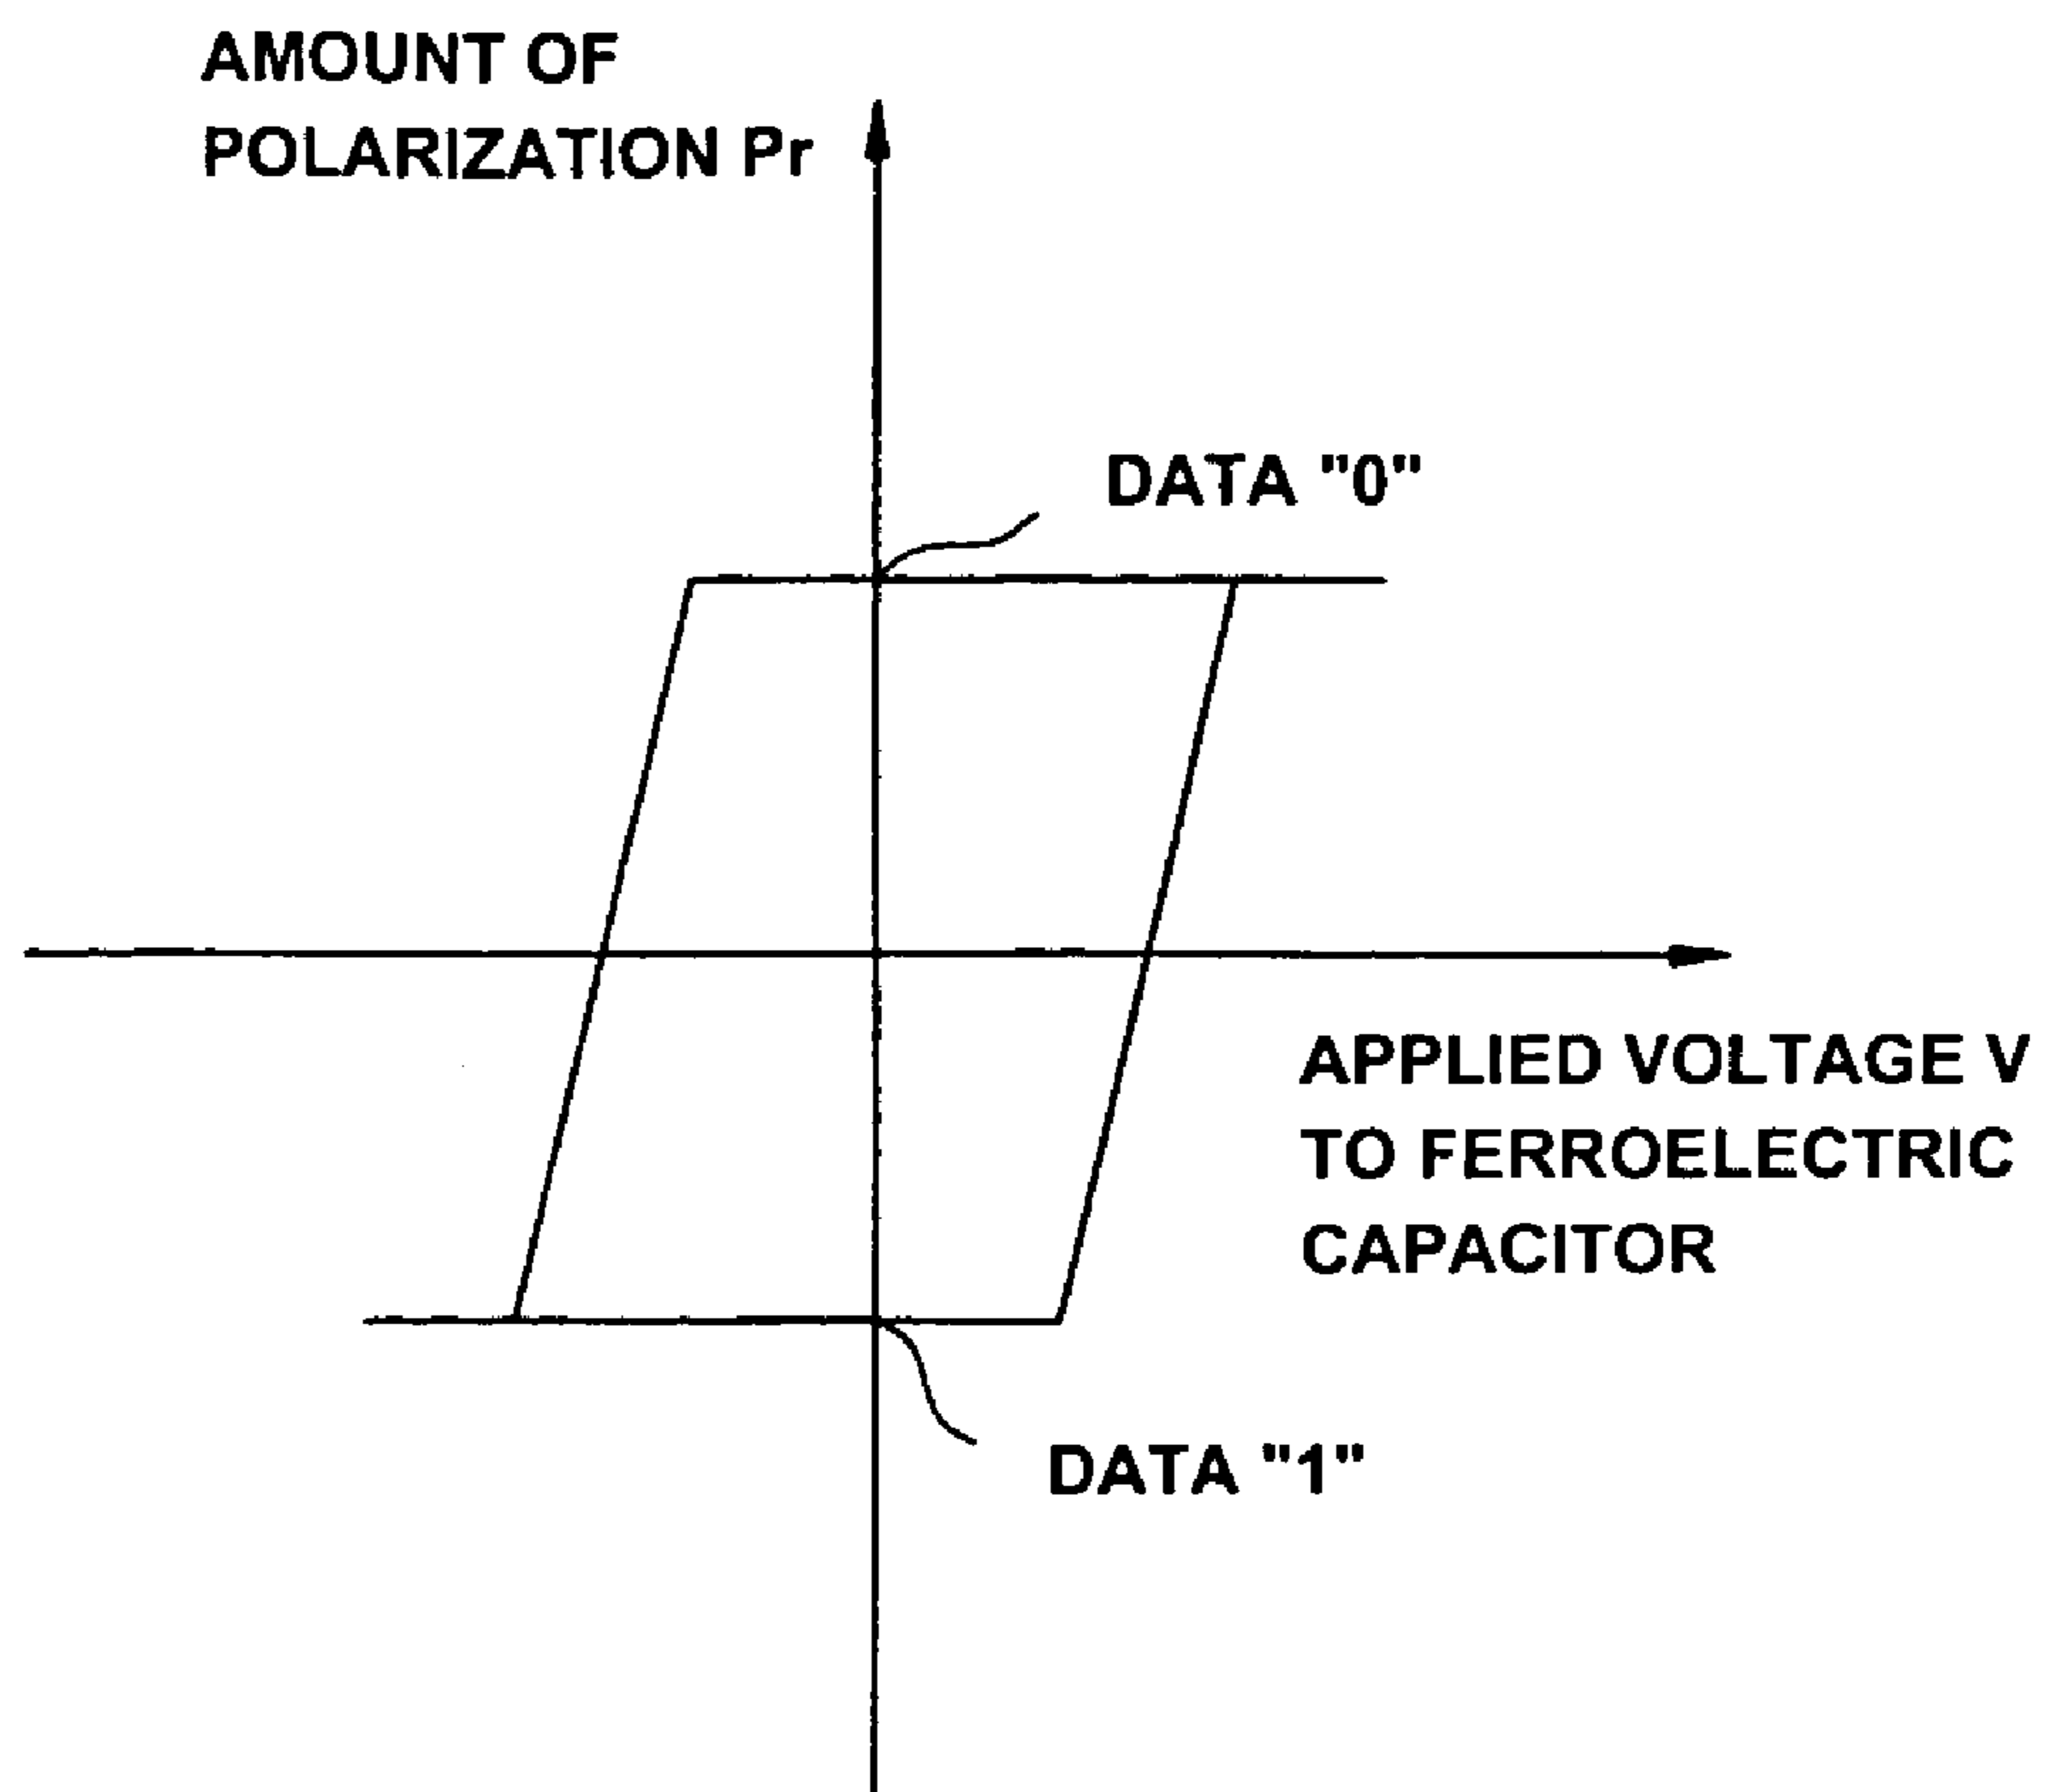 AMOUNT OF
POLARIZATION Pr
DATA "0"
APPLIED VOLTAGE V
TO FERROELECTRIC
CAPACITOR
DATA "1"